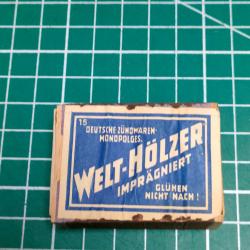 15
DEUTSCHE ZÜNDWAREN-
MONOPOLGES.
WELT-HÖLZER
IMPRÄGNIERT
GLÜHEN
NICHT NACH!